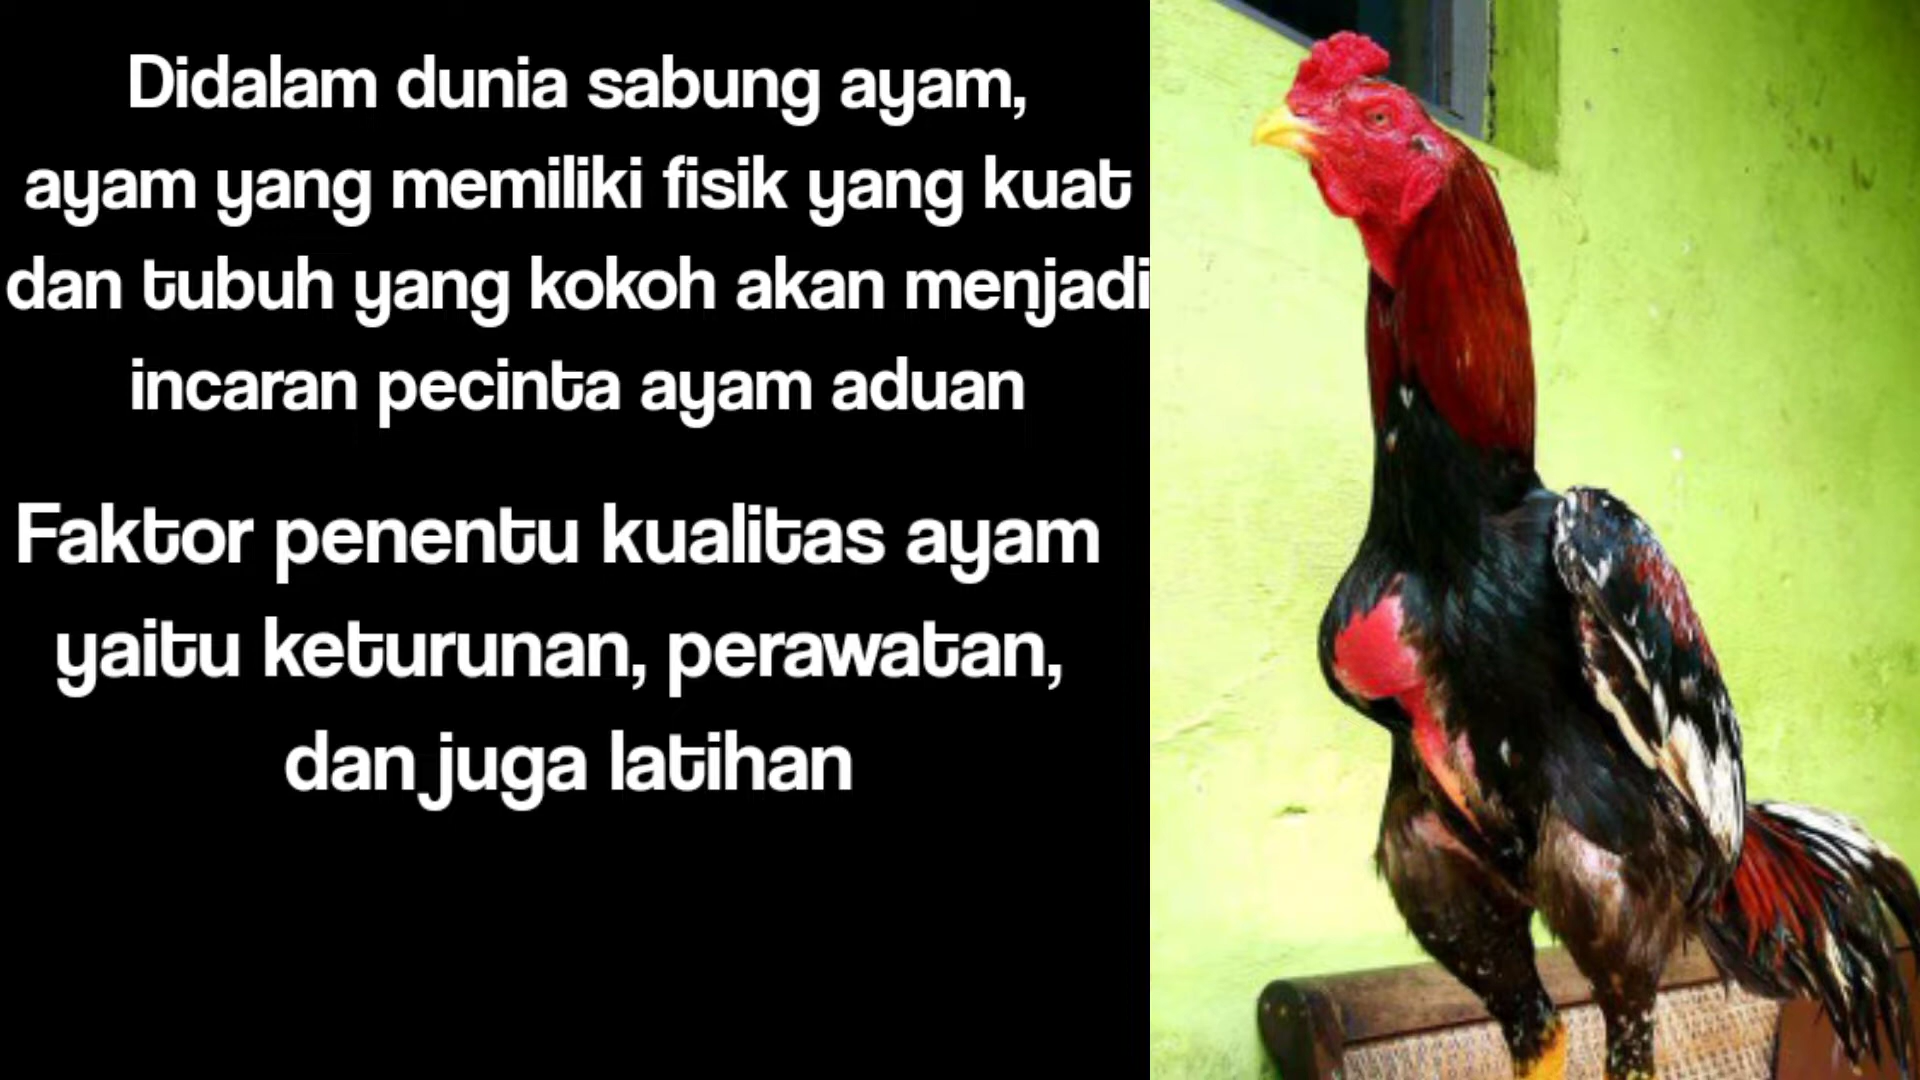 Didalam dunia sabung ayam,
ayam yang memiliki fisik yang kuat
dan tubuh yang kokoh akan menjadi
incaran pecinta ayam aduan
Faktor penentu kualitas ayam
yaitu keturunan, perawatan,
dan juga latihan